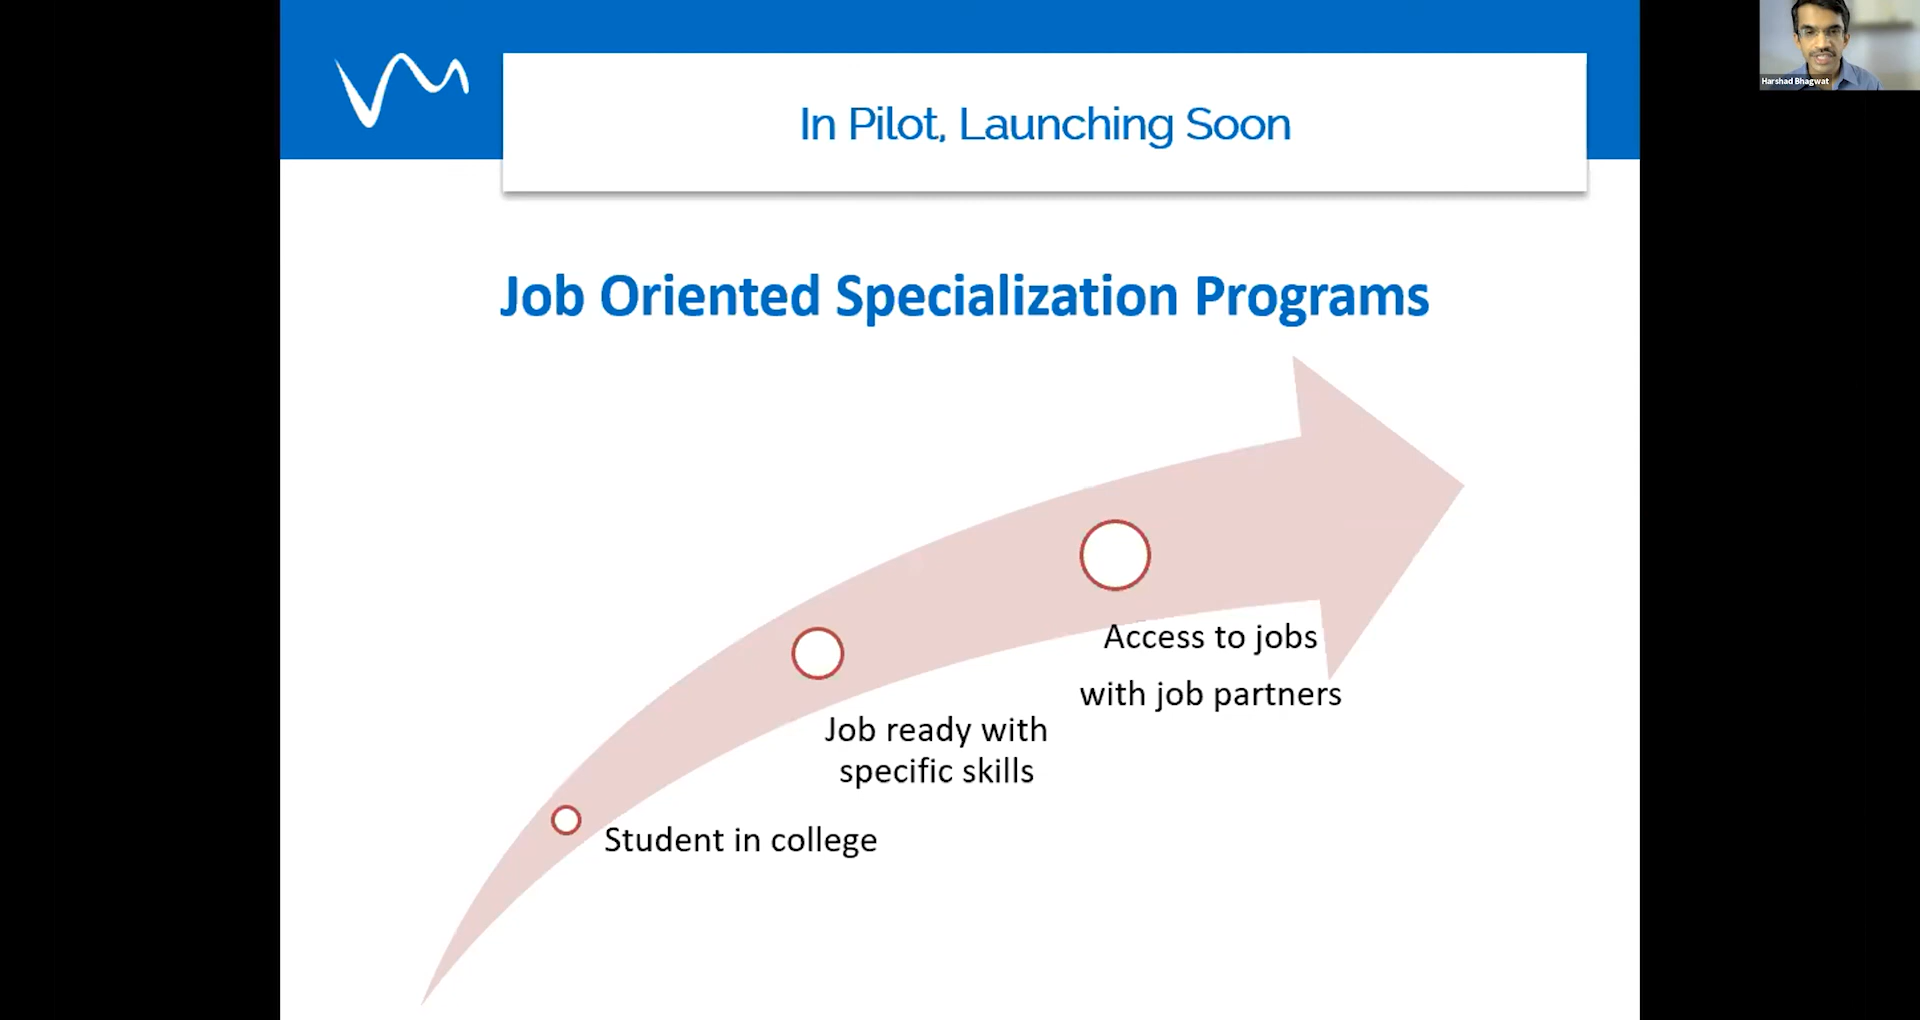 In Pilot, Launching Soon
Harshad Bhagwat
Job Oriented Specialization Programs
Access to jobs
with job partners
Job ready with
specific skills
Student in college